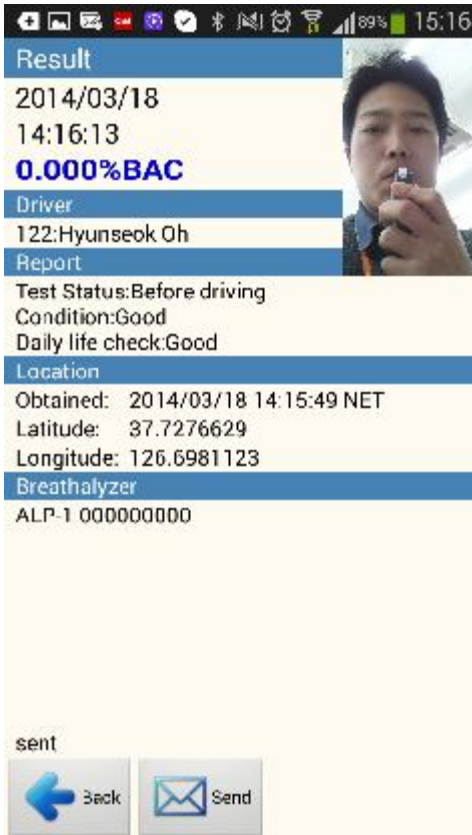 89% 15:16
Result
2014/03/18
14:16:13
0.000%BAC
Driver
122:Hyunseok Oh
Report
Test Status:Before driving
Condition:Good
Daily life check:Good
Location
Obtained: 2014/03/18 14:15:49 NET
Latitude: 37.7276629
Longitude: 126.6981123
Breathalyzer
ALP-1 000000000
sent
Back Send